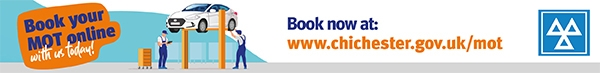 Book your
MOT online
with us today!
Book now at:
www.chichester.gov.uk/mot